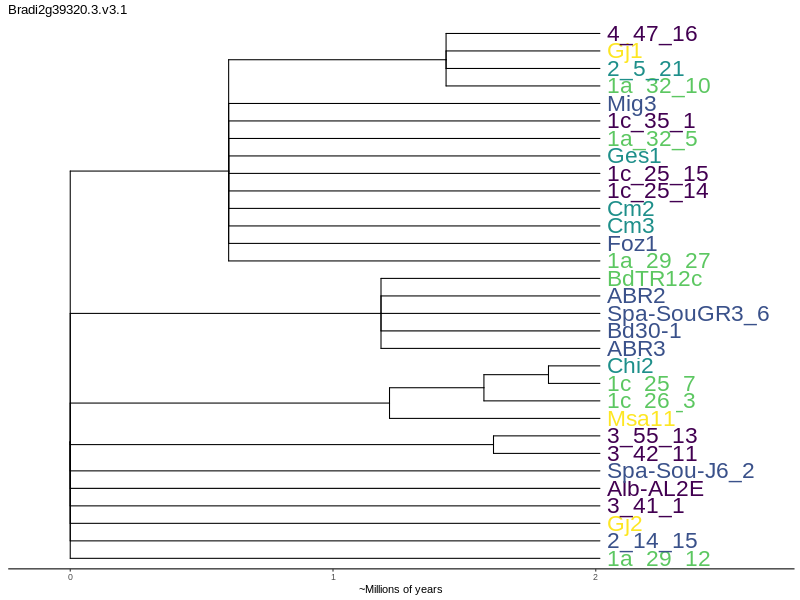 Bradi2g39320.3.v3.1
4_47_16
Gj1
2_5_21
1a_32_10
Mig3
1c_35_1
1a_32_5
Ges1
1c_25_15
1c_25_14
Cm2
Cm3
Foz1
1a_29_27
BdTR12c
ABR2
Spa-SouGR3_6
Bd30-1
ABR3
Chi2
1c_25_7
1c_26_3
Msa11
3_55_13
3_42_11
Spa-Sou-J6_2
Alb-AL2E
3_41_1
Gj2
2_14_15
1a_29_12
0 1 2
~Millions of years